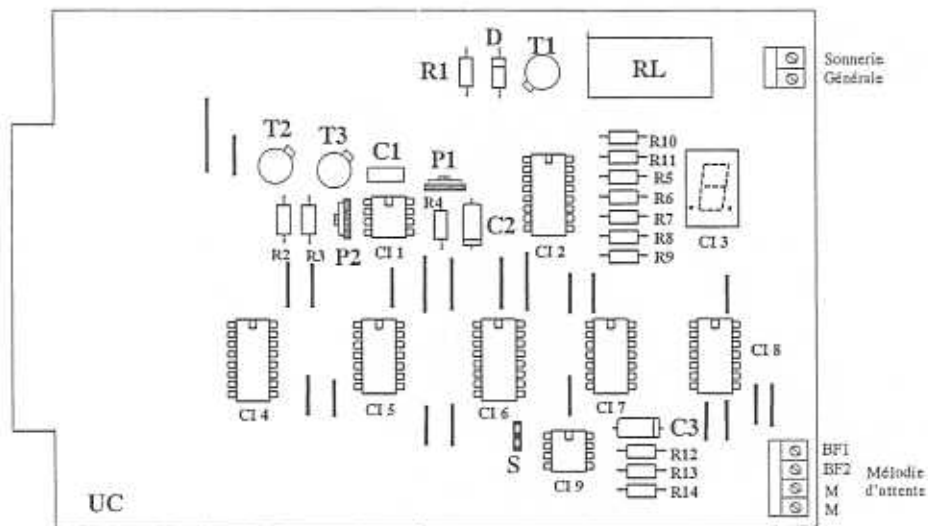 D
T1
R1
RL
Sonnerie
Générale
T2
T3
C1
P1
R10
R11
R5
R6
R7
R8
R9
R4
C2
CI 2
CI 3
R2
R3
P2
CI 1
CI 4
CI 5
CI 6
CI 7
CI 8
S
CI 9
C3
R12
R13
R14
BF1
BF2
M
M
Mélodie
d'attente
UC